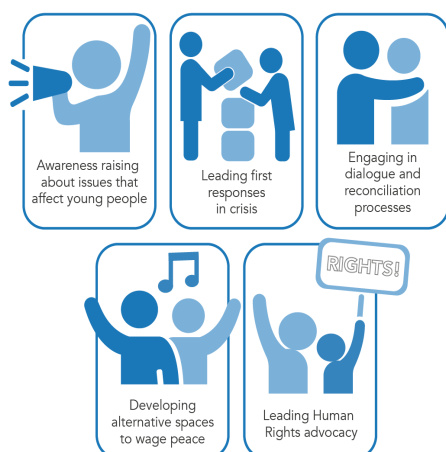 Awareness raising
about issues that
affect young people
Leading first
responses
in crisis
Engaging in
dialogue and
reconciliation
processes
RIGHTS!
Developing
alternative spaces
to wage peace
Leading Human
Rights advocacy